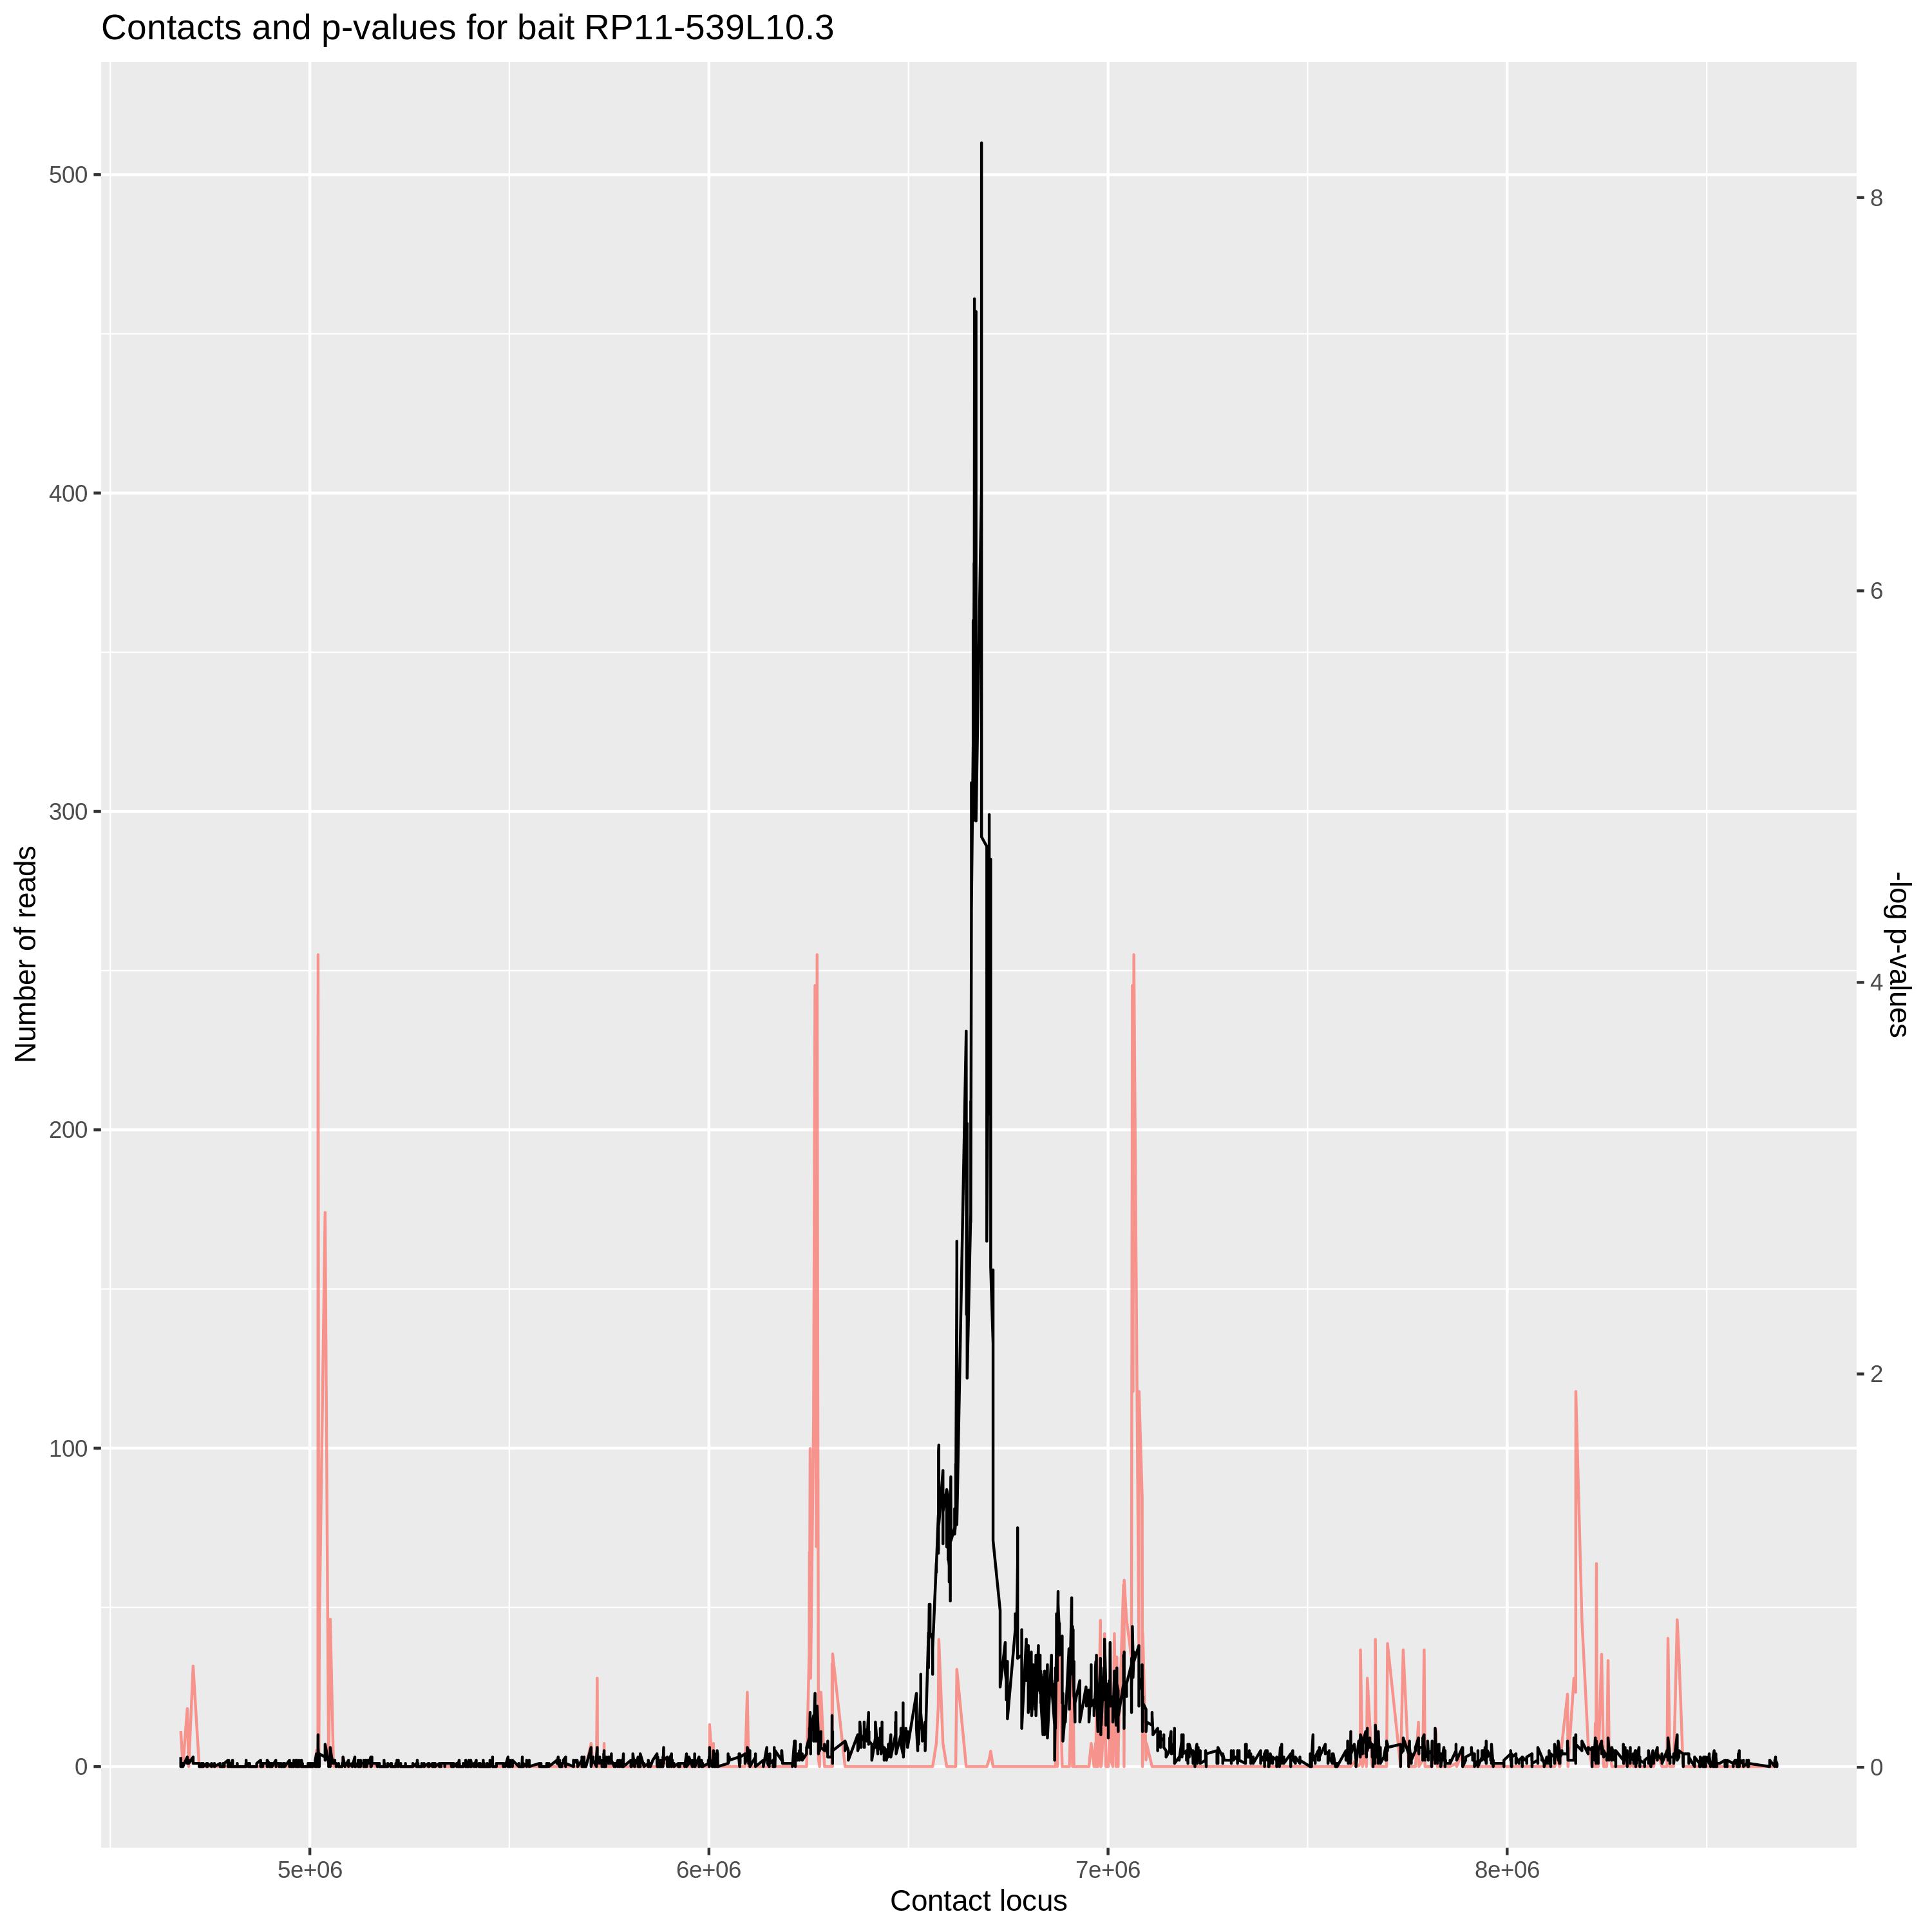 Contacts and p-values for bait RP11-539L10.3
500
400
300
200
100
0
Number of reads
8
6
4
2
0
-log p-values
5e+06
6e+06
7e+06
8e+06
Contact locus